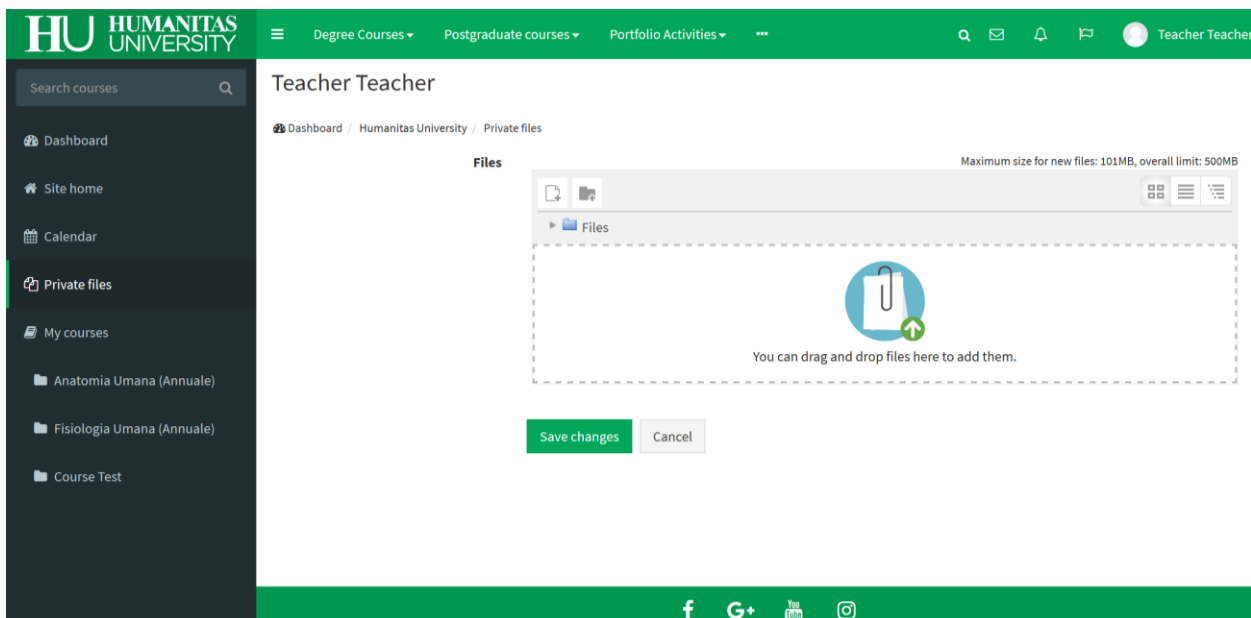 HU HUMANITAS UNIVERSITY
Degree Courses
Postgraduate courses
Portfolio Activities
Teacher Teacher
Search courses
Dashboard
Site home
Calendar
Private files
My courses
Anatomia Umana (Annuale)
Fisiologia Umana (Annuale)
Course Test
Teacher Teacher
Dashboard / Humanitas University / Private files
Files
Maximum size for new files: 101MB, overall limit: 500MB
Files
You can drag and drop files here to add them.
Save changes
Cancel
f G+ You Tube